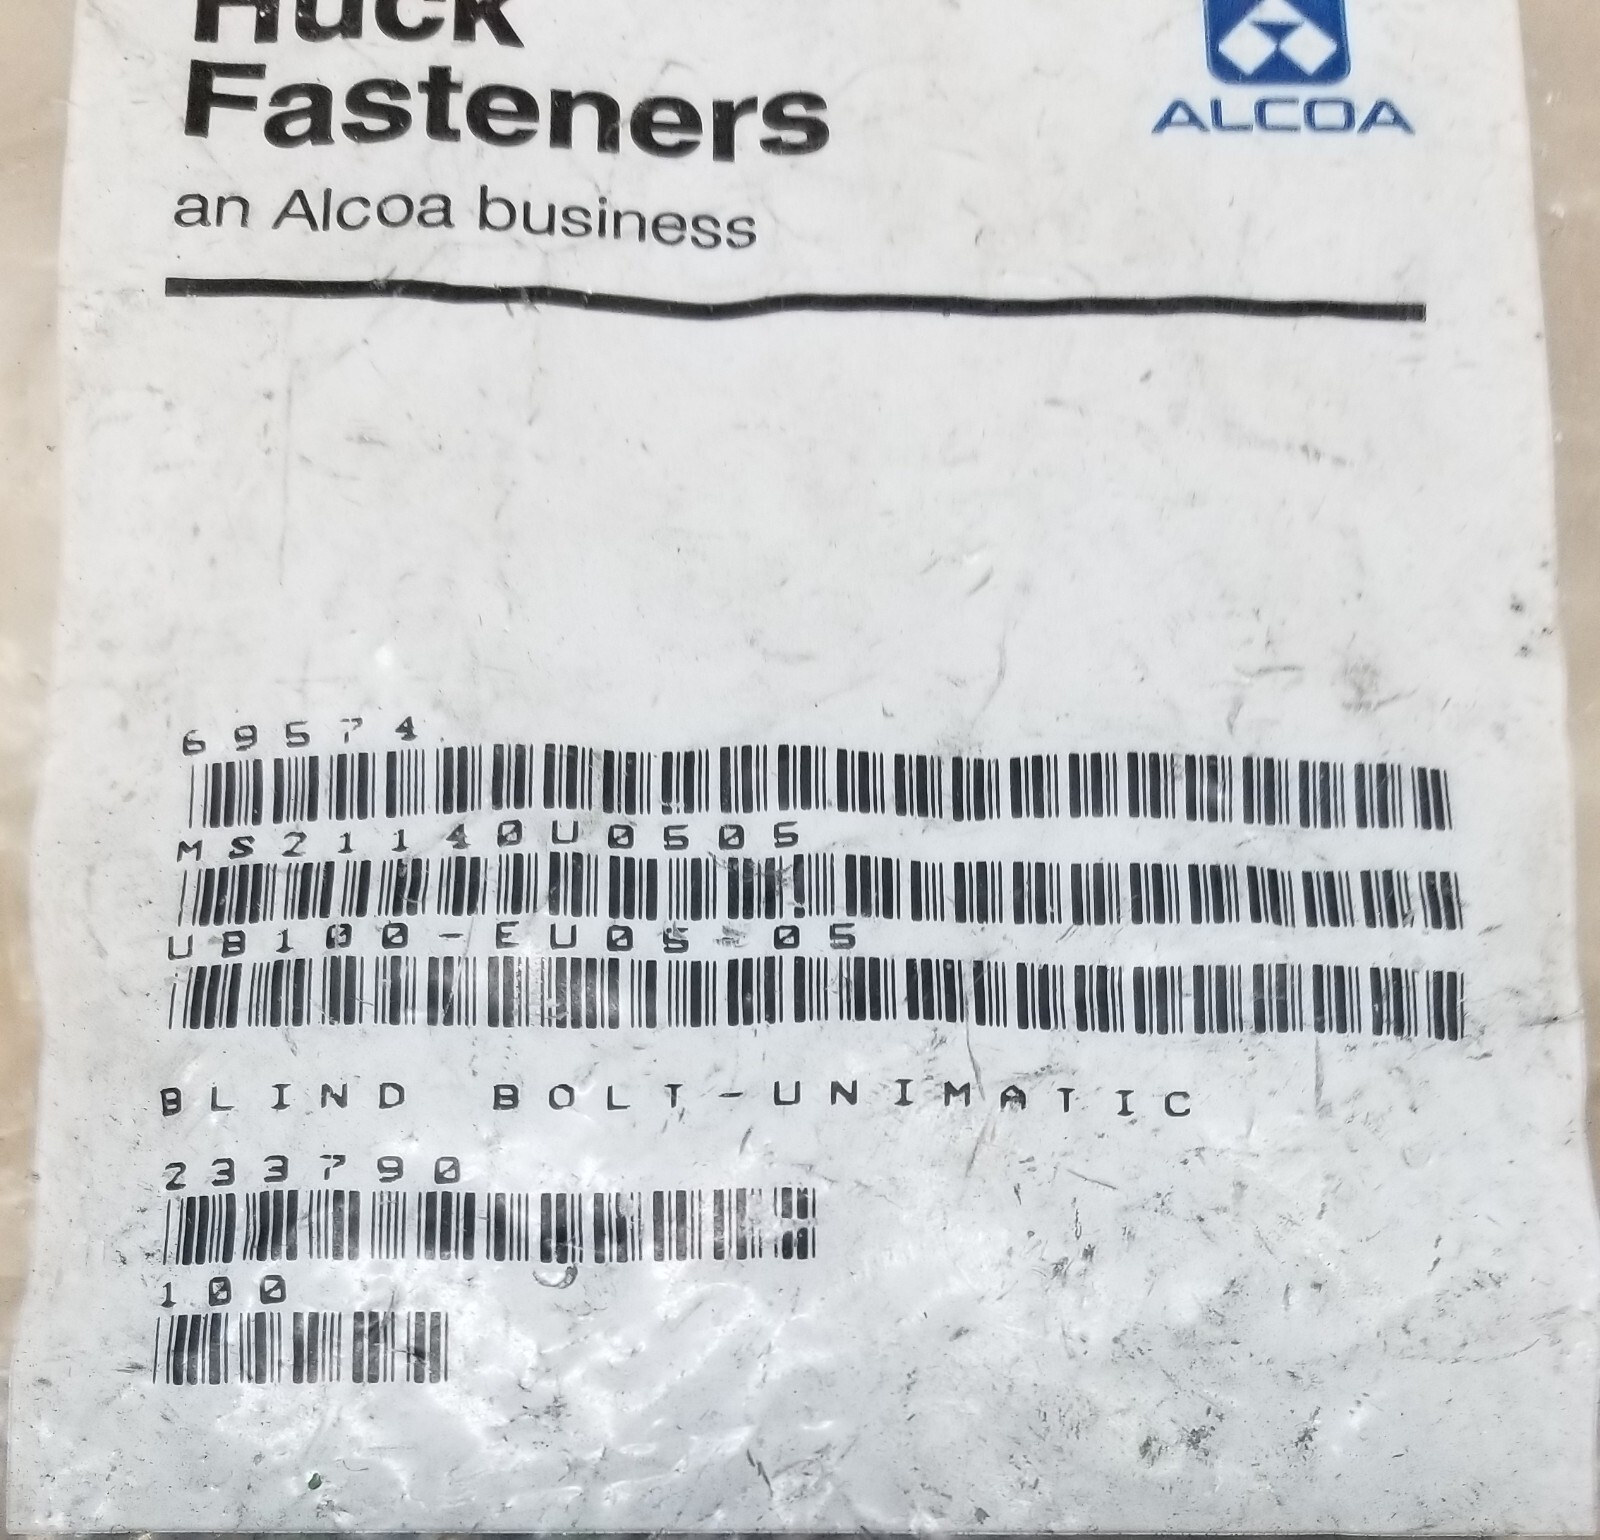 Huck
Fasteners
an Alcoa business
ALCOA
69574
MS21140U0505
UB100-EU05-05
BLIND BOLT-UNIMATIC
233790
100